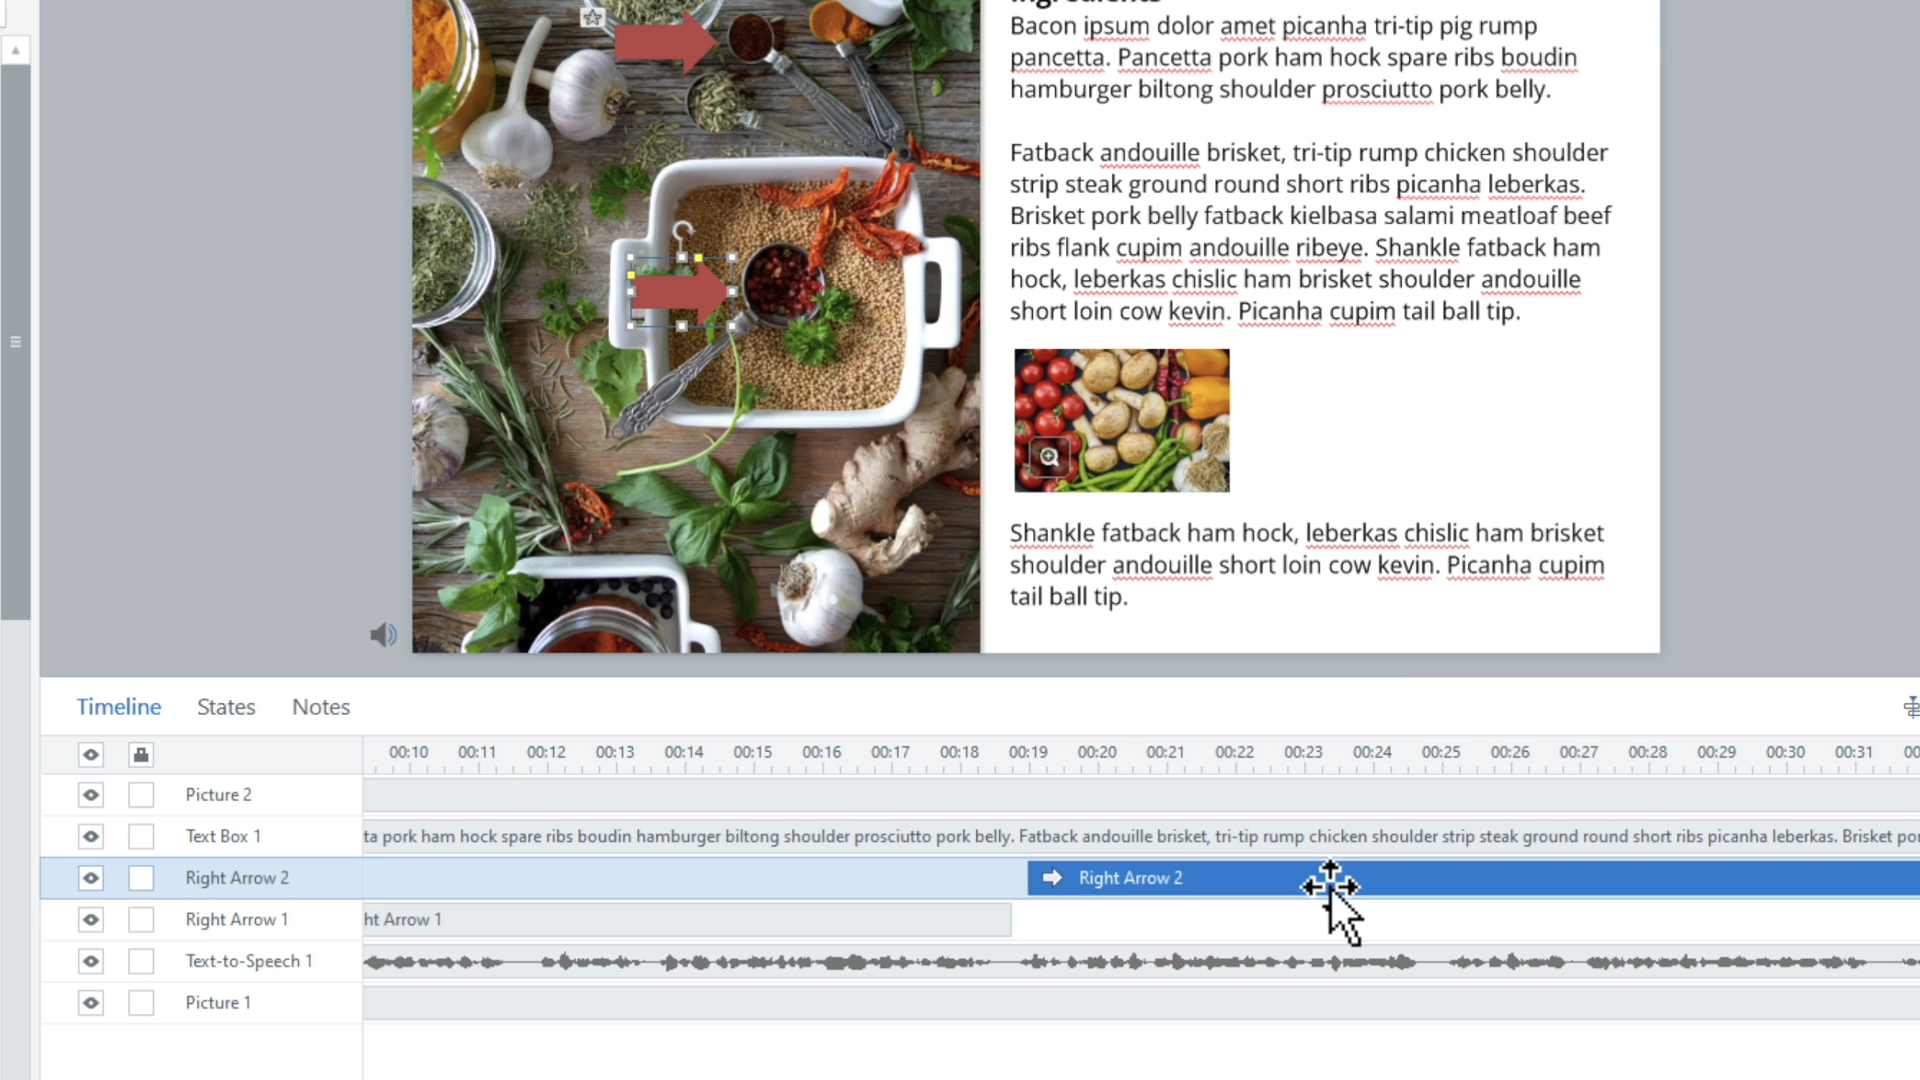 Ingredients
Bacon ipsum dolor amet picanha tri-tip pig rump
pancetta. Pancetta pork ham hock spare ribs boudin
hamburger biltong shoulder prosciutto pork belly.
Fatback andouille brisket, tri-tip rump chicken shoulder
strip steak ground round short ribs picanha leberkas.
Brisket pork belly fatback kielbasa salami meatloaf beef
ribs flank cupim andouille ribeye. Shankle fatback ham
hock, leberkas chislic ham brisket shoulder andouille
short loin cow kevin. Picanha cupim tail ball tip.
Shankle fatback ham hock, leberkas chislic ham brisket
shoulder andouille short loin cow kevin. Picanha cupim
tail ball tip.
Timeline States Notes
00:10 00:11 00:12 00:13 00:14 00:15 00:16 00:17 00:18 00:19 00:20 00:21 00:22 00:23 00:24 00:25 00:26 00:27 00:28 00:29 00:30 00:31 00
Picture 2
Text Box 1 ta pork ham hock spare ribs boudin hamburger biltong shoulder prosciutto pork belly. Fatback andouille brisket, tri-tip rump chicken shoulder strip steak ground round short ribs picanha leberkas. Brisket por
Right Arrow 2 Right Arrow 2
Right Arrow 1 ht Arrow 1
Text-to-Speech 1
Picture 1